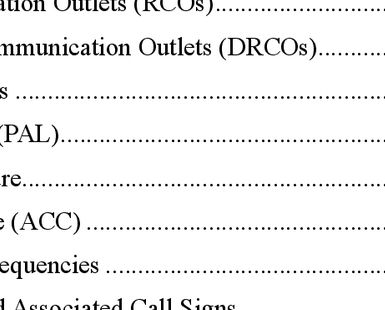 ation Outlets (RCOs)..............................
mmunication Outlets (DRCOs)............
s ................................................................
(PAL).......................................................
re..............................................................
e (ACC) ..................................................
equencies ...............................................
d Associated Call Signs